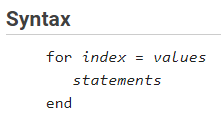 Syntax
for index = values
statements
end